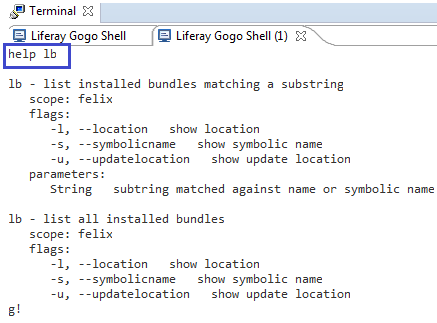 Terminal
Liferay Gogo Shell
Liferay Gogo Shell (1)
help lb
lb - list installed bundles matching a substring
scope: felix
flags:
-l, --location   show location
-s, --symbolicname   show symbolic name
-u, --updatelocation   show update location
parameters:
String   subtring matched against name or symbolic name
lb - list all installed bundles
scope: felix
flags:
-l, --location   show location
-s, --symbolicname   show symbolic name
-u, --updatelocation   show update location
g!